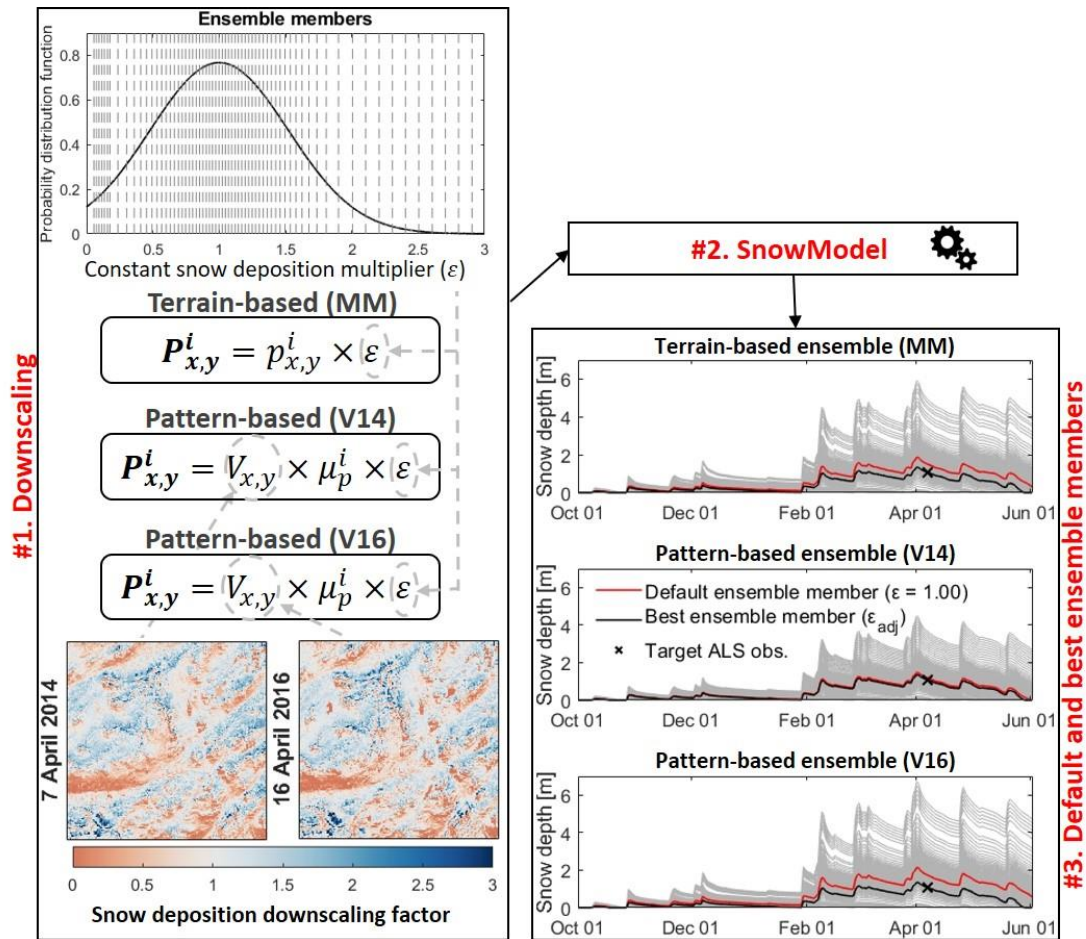 Ensemble members
Probability distribution function
0.8
0.6
0.4
0.2
0
0 0.5 1 1.5 2 2.5 3
Constant snow deposition multiplier (ε)
#1. Downscaling
Terrain-based (MM)
P^i_{x,y} = p^i_{x,y} × ε
Pattern-based (V14)
P^i_{x,y} = V_{x,y} × μ^i_p × ε
Pattern-based (V16)
P^i_{x,y} = V_{x,y} × μ^i_p × ε
7 April 2014
16 April 2016
0 0.5 1 1.5 2 2.5 3
Snow deposition downscaling factor
#2. SnowModel
#3. Default and best ensemble members
Terrain-based ensemble (MM)
Snow depth [m]
6
4
2
0
Oct 01 Dec 01 Feb 01 Apr 01 Jun 01
Pattern-based ensemble (V14)
Snow depth [m]
6
4
2
0
Default ensemble member (ε = 1.00)
Best ensemble member (ε_adj)
Target ALS obs.
Oct 01 Dec 01 Feb 01 Apr 01 Jun 01
Pattern-based ensemble (V16)
Snow depth [m]
6
4
2
0
Oct 01 Dec 01 Feb 01 Apr 01 Jun 01